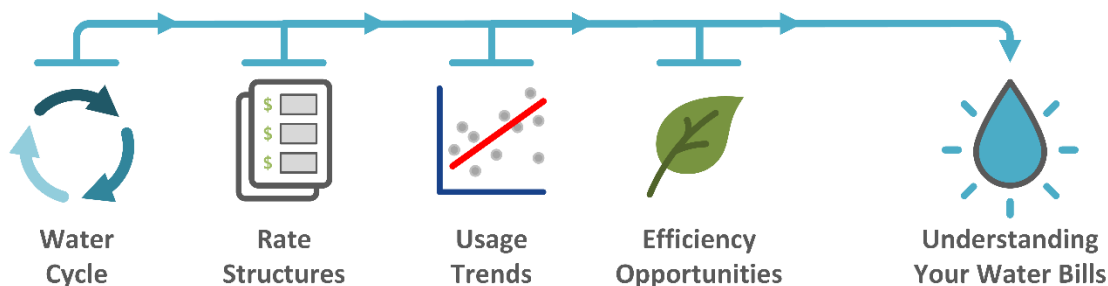 $
$
$
Water
Cycle
Rate
Structures
Usage
Trends
Efficiency
Opportunities
Understanding
Your Water Bills